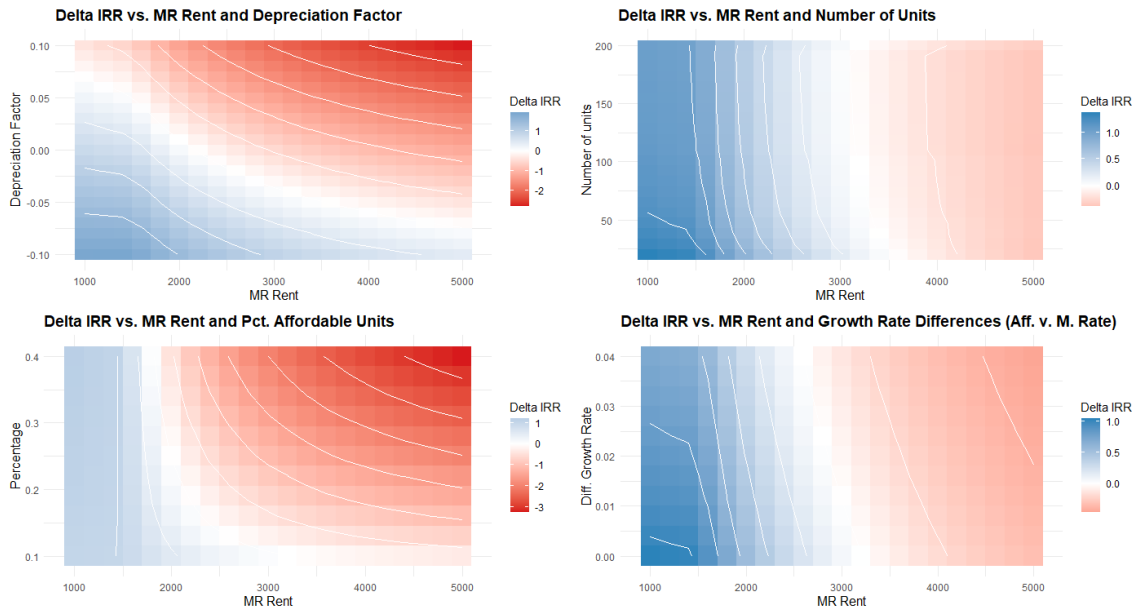 Delta IRR vs. MR Rent and Depreciation Factor
0.10
0.05
0.00
-0.05
-0.10
Depreciation Factor
1000 2000 3000 4000 5000
MR Rent
Delta IRR
1
0
-1
-2
Delta IRR vs. MR Rent and Number of Units
200
150
100
50
Number of units
1000 2000 3000 4000 5000
MR Rent
Delta IRR
1.0
0.5
0.0
Delta IRR vs. MR Rent and Pct. Affordable Units
0.4
0.3
0.2
0.1
Percentage
1000 2000 3000 4000 5000
MR Rent
Delta IRR
1
0
-1
-2
-3
Delta IRR vs. MR Rent and Growth Rate Differences (Aff. v. M. Rate)
0.04
0.03
0.02
0.01
0.00
Diff. Growth Rate
1000 2000 3000 4000 5000
MR Rent
Delta IRR
1.0
0.5
0.0